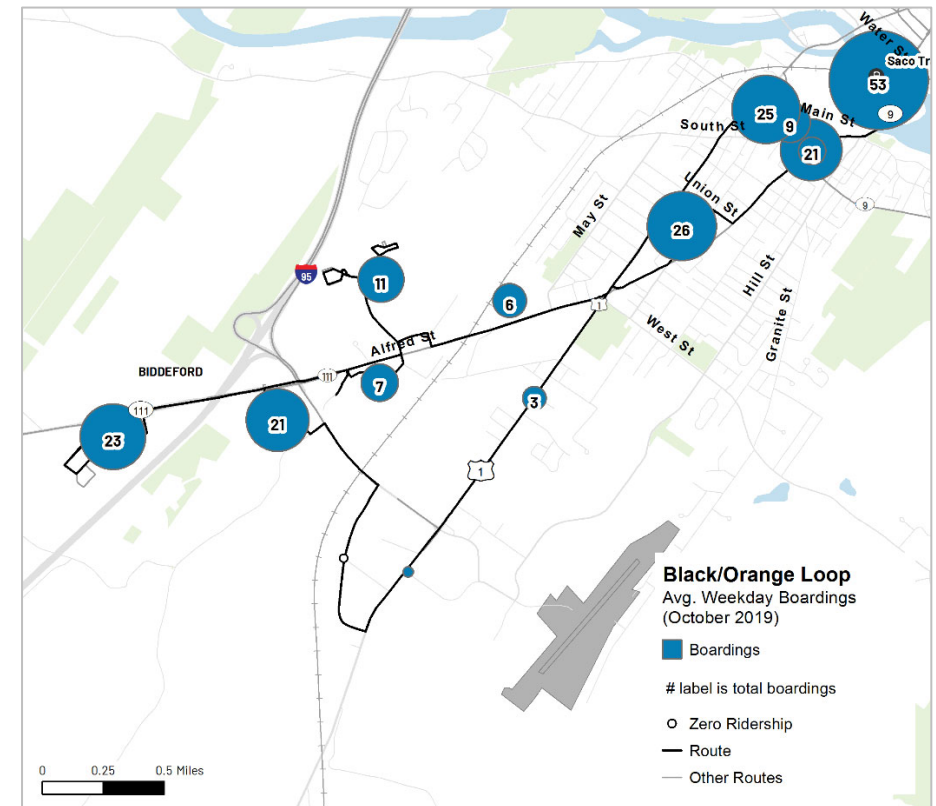 Water St
Saco Tr
53
9
Main St
25
9
South St
21
9
Union St
May St
26
Hill St
95
11
6
1
Granite St
West St
Alfred St
BIDDEFORD
111
7
3
111
21
23
1
Black/Orange Loop
Avg. Weekday Boardings
(October 2019)
Boardings
# label is total boardings
Zero Ridership
Route
Other Routes
0 0.25 0.5 Miles